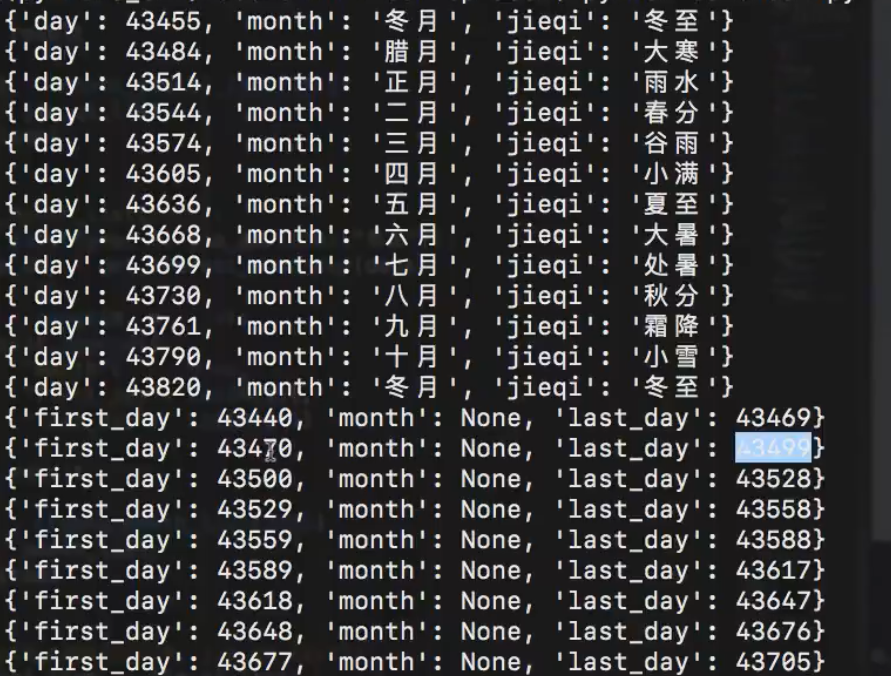 {'day': 43455, 'month': '冬月', 'jieqi': '冬至'}
{'day': 43484, 'month': '腊月', 'jieqi': '大寒'}
{'day': 43514, 'month': '正月', 'jieqi': '雨水'}
{'day': 43544, 'month': '二月', 'jieqi': '春分'}
{'day': 43574, 'month': '三月', 'jieqi': '谷雨'}
{'day': 43605, 'month': '四月', 'jieqi': '小满'}
{'day': 43636, 'month': '五月', 'jieqi': '夏至'}
{'day': 43668, 'month': '六月', 'jieqi': '大暑'}
{'day': 43699, 'month': '七月', 'jieqi': '处暑'}
{'day': 43730, 'month': '八月', 'jieqi': '秋分'}
{'day': 43761, 'month': '九月', 'jieqi': '霜降'}
{'day': 43790, 'month': '十月', 'jieqi': '小雪'}
{'day': 43820, 'month': '冬月', 'jieqi': '冬至'}
{'first_day': 43440, 'month': None, 'last_day': 43469}
{'first_day': 43470, 'month': None, 'last_day': 43499}
{'first_day': 43500, 'month': None, 'last_day': 43528}
{'first_day': 43529, 'month': None, 'last_day': 43558}
{'first_day': 43559, 'month': None, 'last_day': 43588}
{'first_day': 43589, 'month': None, 'last_day': 43617}
{'first_day': 43618, 'month': None, 'last_day': 43647}
{'first_day': 43648, 'month': None, 'last_day': 43676}
{'first_day': 43677, 'month': None, 'last_day': 43705}